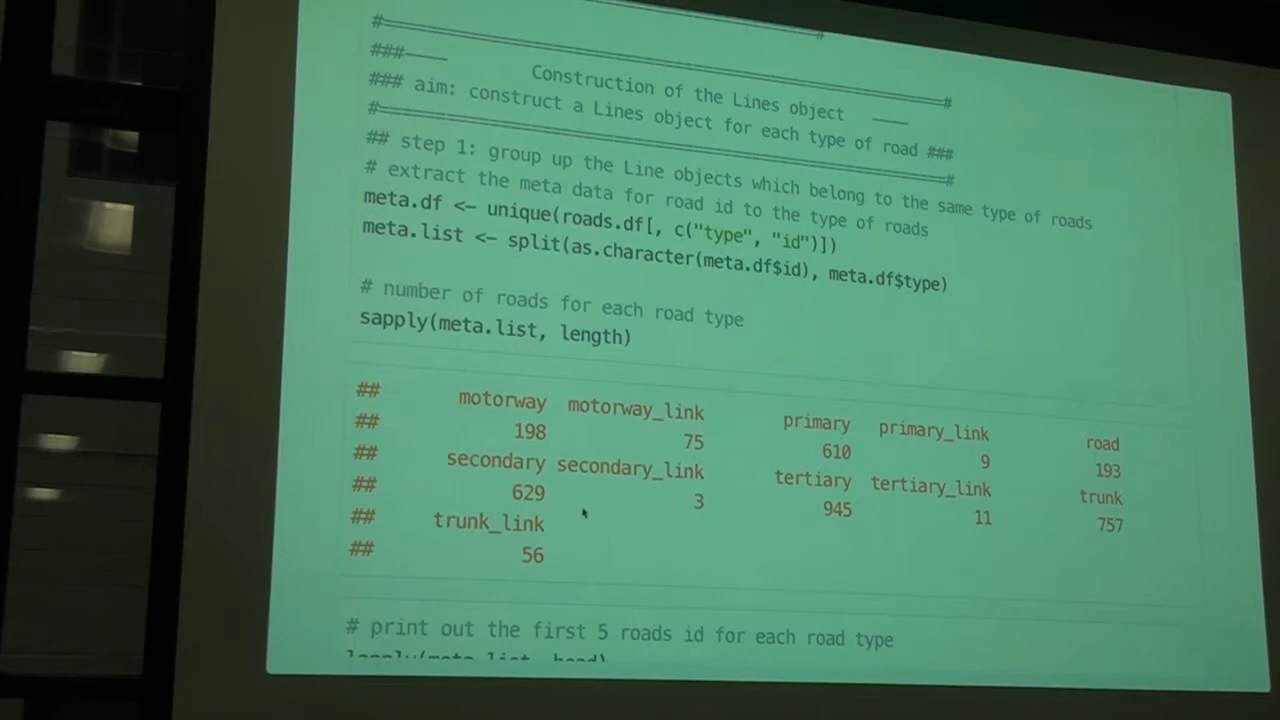 #=====================================================#
###——— Construction of the Lines object ———
### aim: construct a Lines object for each type of road ###
#=====================================================#
## step 1: group up the Line objects which belong to the same type of roads
# extract the meta data for road id to the type of roads
meta.df <- unique(roads.df[, c("type", "id")])
meta.list <- split(as.character(meta.df$id), meta.df$type)
# number of roads for each road type
sapply(meta.list, length)
## motorway motorway_link primary primary_link road
## 198 75 610 9 193
## secondary secondary_link tertiary tertiary_link trunk
## 629 3 945 11 757
## trunk_link
## 56
# print out the first 5 roads id for each road type